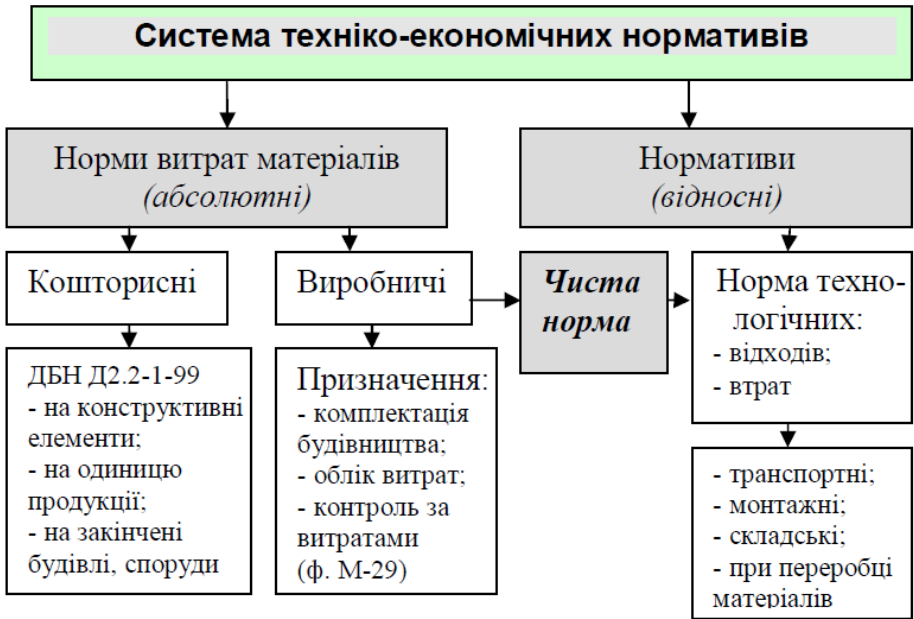 Система техніко-економічних нормативів
Норми витрат матеріалів
(абсолютні)
Нормативи
(відносні)
Кошторисні
Виробничі
Чиста
норма
Норма техно-
логічних:
- відходів;
- втрат
ДБН Д2.2-1-99
- на конструктивні
елементи;
- на одиницю
продукції;
- на закінчені
будівлі, споруди
Призначення:
- комплектація
будівництва;
- облік витрат;
- контроль за
витратами
(ф. М-29)
- транспортні;
- монтажні;
- складські;
- при переробці
матеріалів